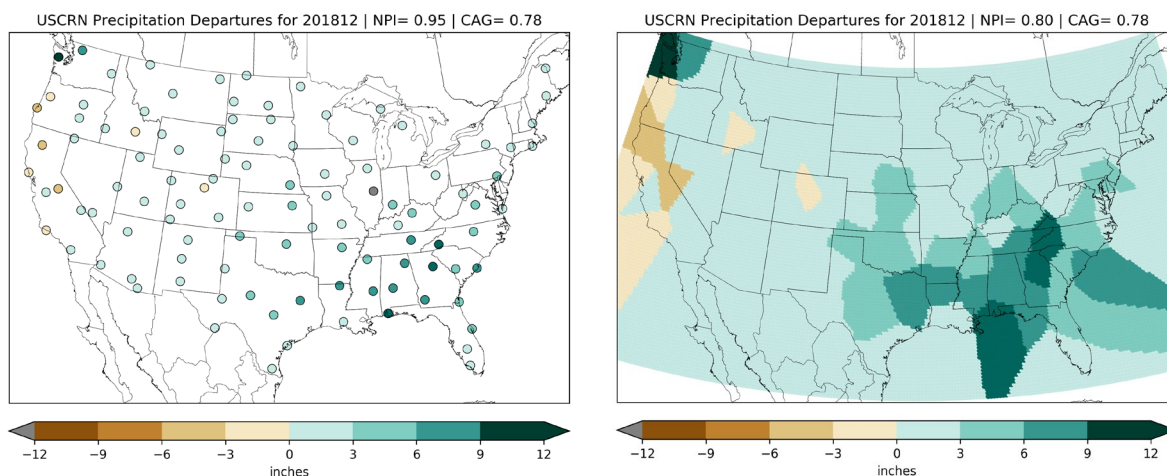 USCRN Precipitation Departures for 201812 | NPI= 0.95 | CAG= 0.78
−12 −9 −6 −3 0 3 6 9 12
inches
USCRN Precipitation Departures for 201812 | NPI= 0.80 | CAG= 0.78
−12 −9 −6 −3 0 3 6 9 12
inches